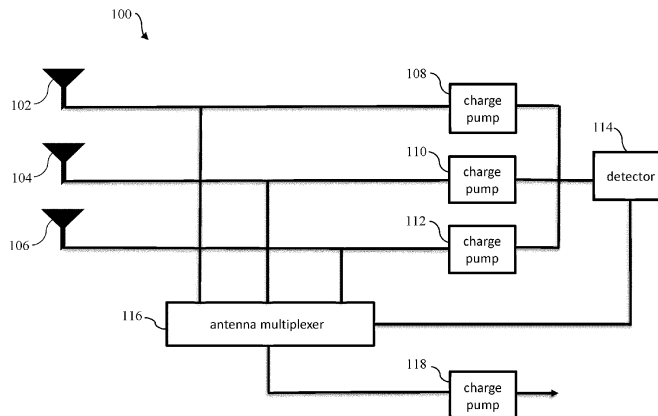 100
102
108
charge
pump
104
110
charge
pump
114
detector
106
112
charge
pump
116
antenna multiplexer
118
charge
pump